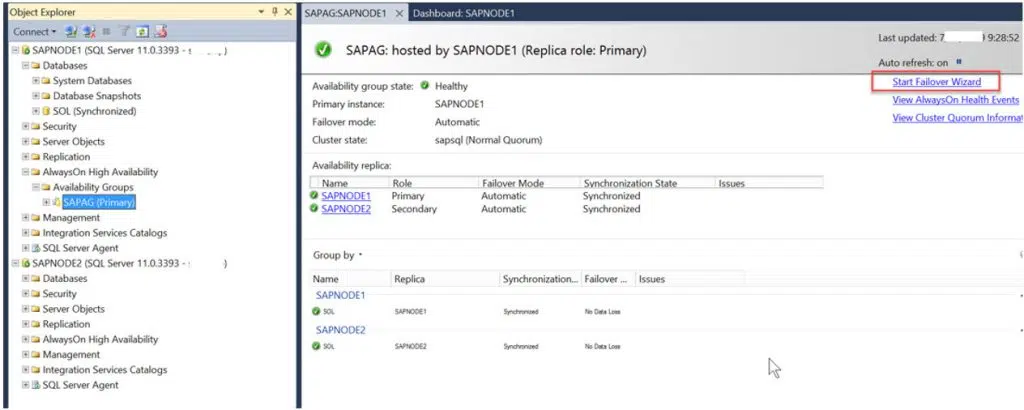 Object Explorer
Connect
SAPNODE1 (SQL Server 11.0.3393 - )
Databases
System Databases
Database Snapshots
SOL (Synchronized)
Security
Server Objects
Replication
AlwaysOn High Availability
Availability Groups
SAPAG (Primary)
Management
Integration Services Catalogs
SQL Server Agent
SAPNODE2 (SQL Server 11.0.3393 - )
Databases
Security
Server Objects
Replication
AlwaysOn High Availability
Management
Integration Services Catalogs
SQL Server Agent
SAPAG:SAPNODE1 Dashboard: SAPNODE1
SAPAG: hosted by SAPNODE1 (Replica role: Primary)
Last updated: 7 9:28:52
Auto refresh: on
Start Failover Wizard
View AlwaysOn Health Events
View Cluster Quorum Informa
Availability group state: Healthy
Primary instance: SAPNODE1
Failover mode: Automatic
Cluster state: sapsql (Normal Quorum)
Availability replica:
Name Role Failover Mode Synchronization State Issues
SAPNODE1 Primary Automatic Synchronized
SAPNODE2 Secondary Automatic Synchronized
Group by
Name Replica Synchronization... Failover ... Issues
SAPNODE1
SOL SAPNODE1 Synchronized No Data Loss
SAPNODE2
SOL SAPNODE2 Synchronized No Data Loss